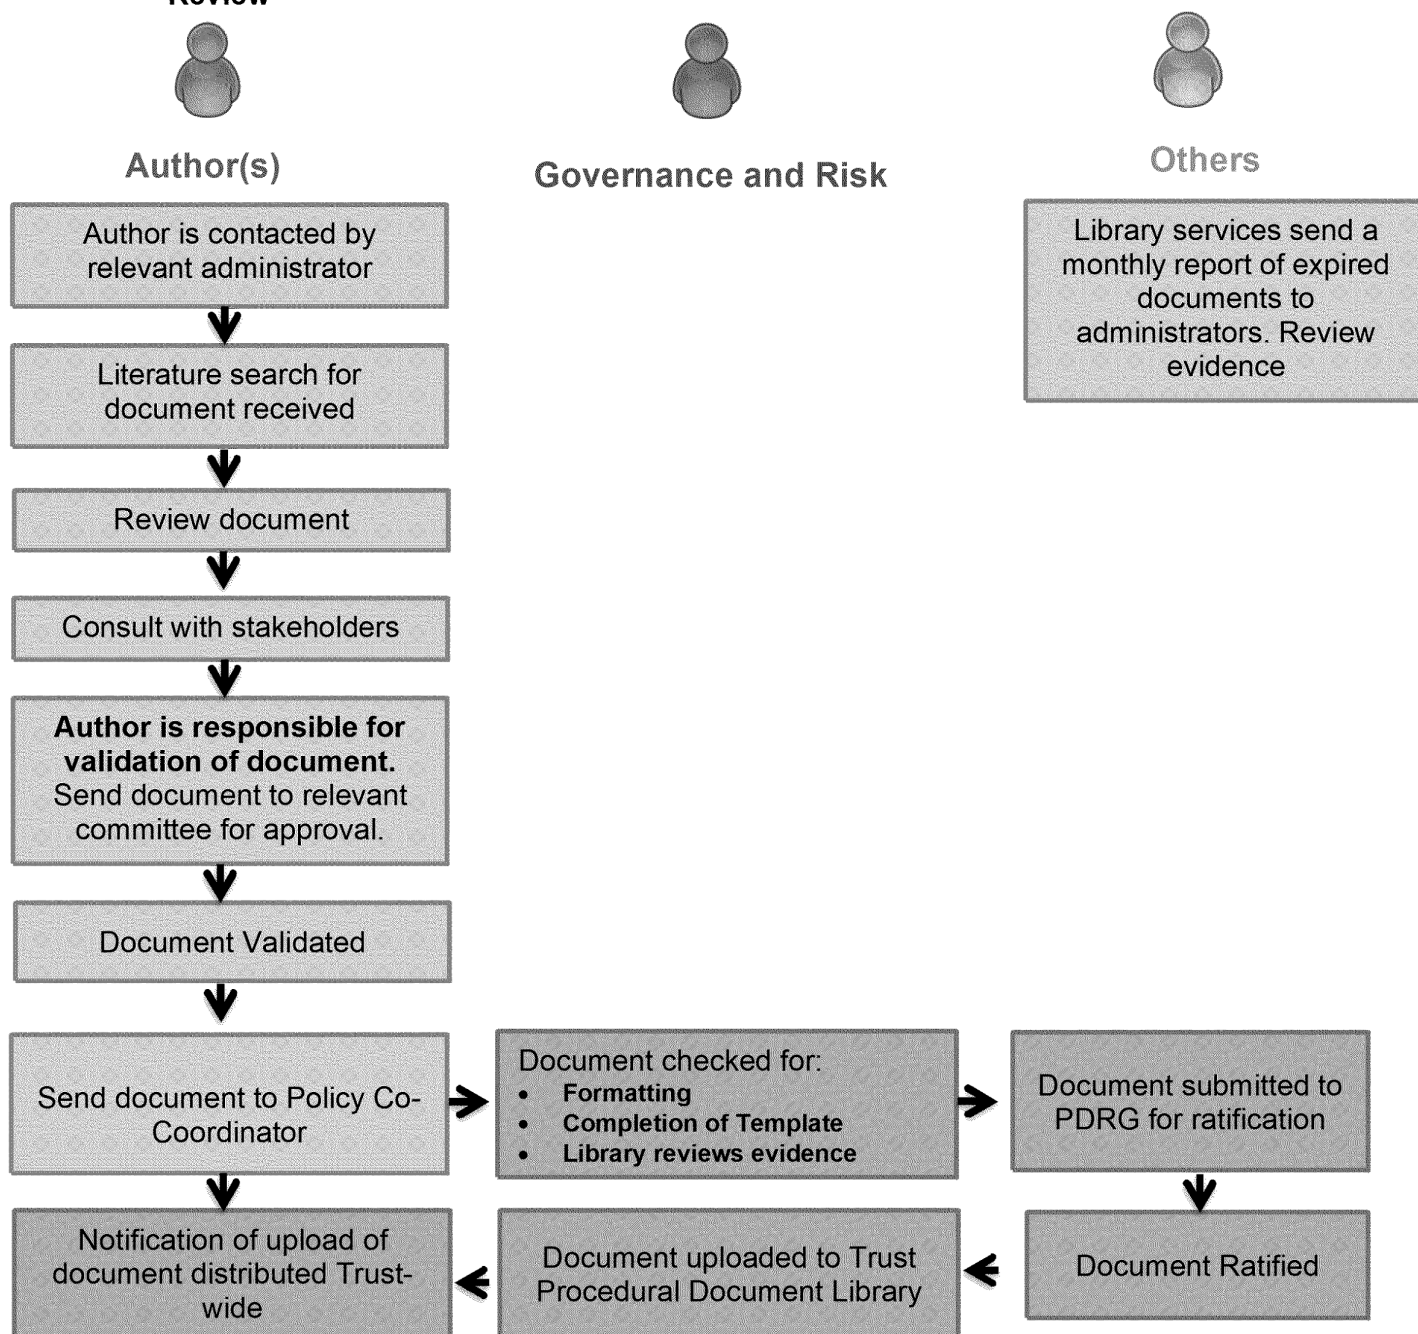 Review
Author(s)
Governance and Risk
Others
Author is contacted by
relevant administrator
Library services send a
monthly report of expired
documents to
administrators. Review
evidence
Literature search for
document received
Review document
Consult with stakeholders
Author is responsible for
validation of document.
Send document to relevant
committee for approval.
Document Validated
Send document to Policy Co-
Coordinator
Document checked for:
• Formatting
• Completion of Template
• Library reviews evidence
Document submitted to
PDRG for ratification
Notification of upload of
document distributed Trust-
wide
Document uploaded to Trust
Procedural Document Library
Document Ratified